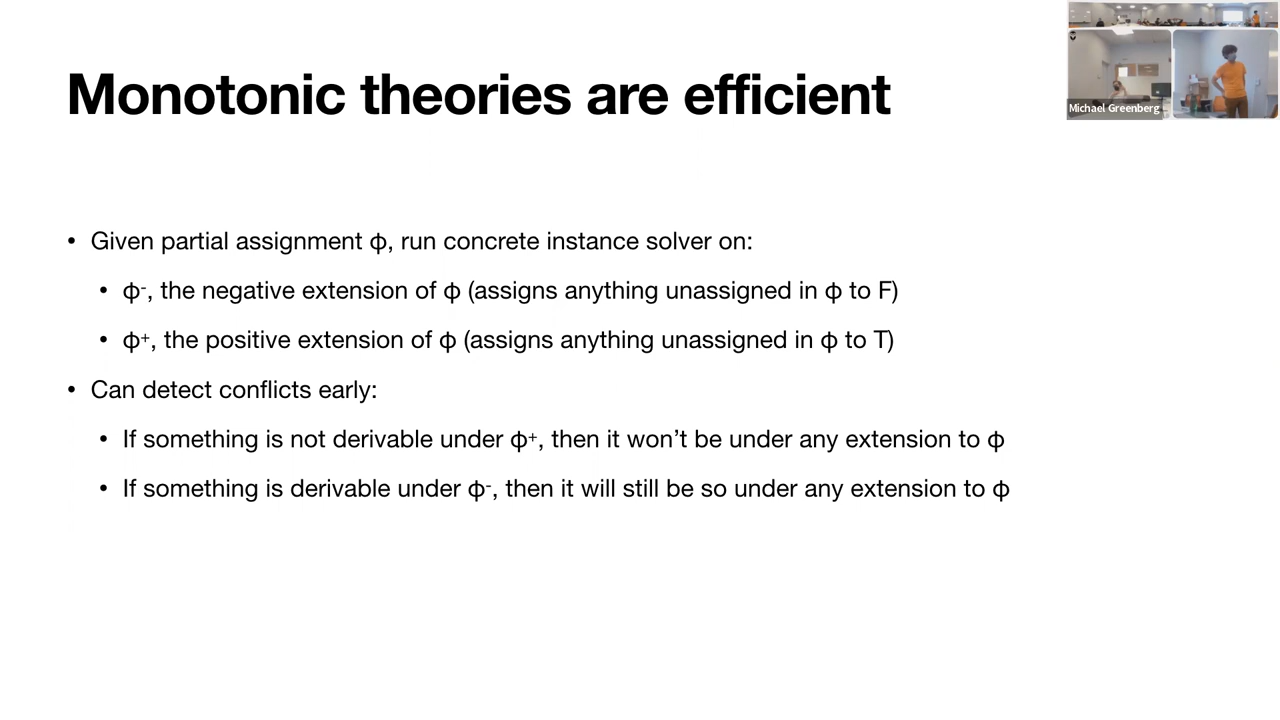 Monotonic theories are efficient
Michael Greenberg
• Given partial assignment ϕ, run concrete instance solver on:
• ϕ⁻, the negative extension of ϕ (assigns anything unassigned in ϕ to F)
• ϕ⁺, the positive extension of ϕ (assigns anything unassigned in ϕ to T)
• Can detect conflicts early:
• If something is not derivable under ϕ⁺, then it won’t be under any extension to ϕ
• If something is derivable under ϕ⁻, then it will still be so under any extension to ϕ